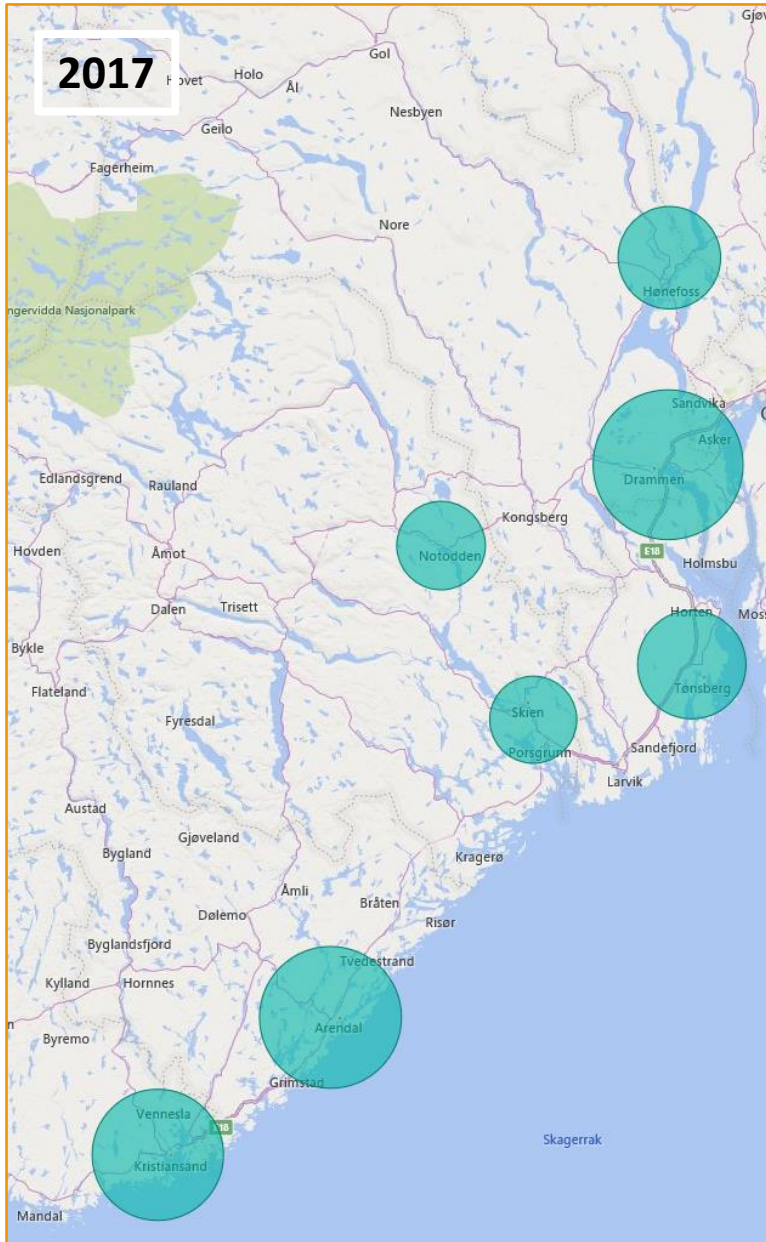 2017
Gol
Hovet
Holo
Ål
Nesbyen
Geilo
Fagerheim
Nore
Hønefoss
ngervidda Nasjonalpark
Sandvika
Asker
Edlandsgrend
Rauland
Drammen
Kongsberg
Hovden
Åmot
Notodden
E18
Holmsbu
Dalen
Trisett
Horten
Moss
Bykle
Flateland
Tønsberg
Fyresdal
Skien
Porsgrunn
Sandefjord
Larvik
Austad
Gjøveland
Bygland
Kragerø
Åmli
Bråten
Dølemo
Risør
Byglandsfjord
Tvedestrand
Kylland
Hornnes
Arendal
Byremo
Grimstad
Vennesla
E18
Skagerrak
Kristiansand
Mandal